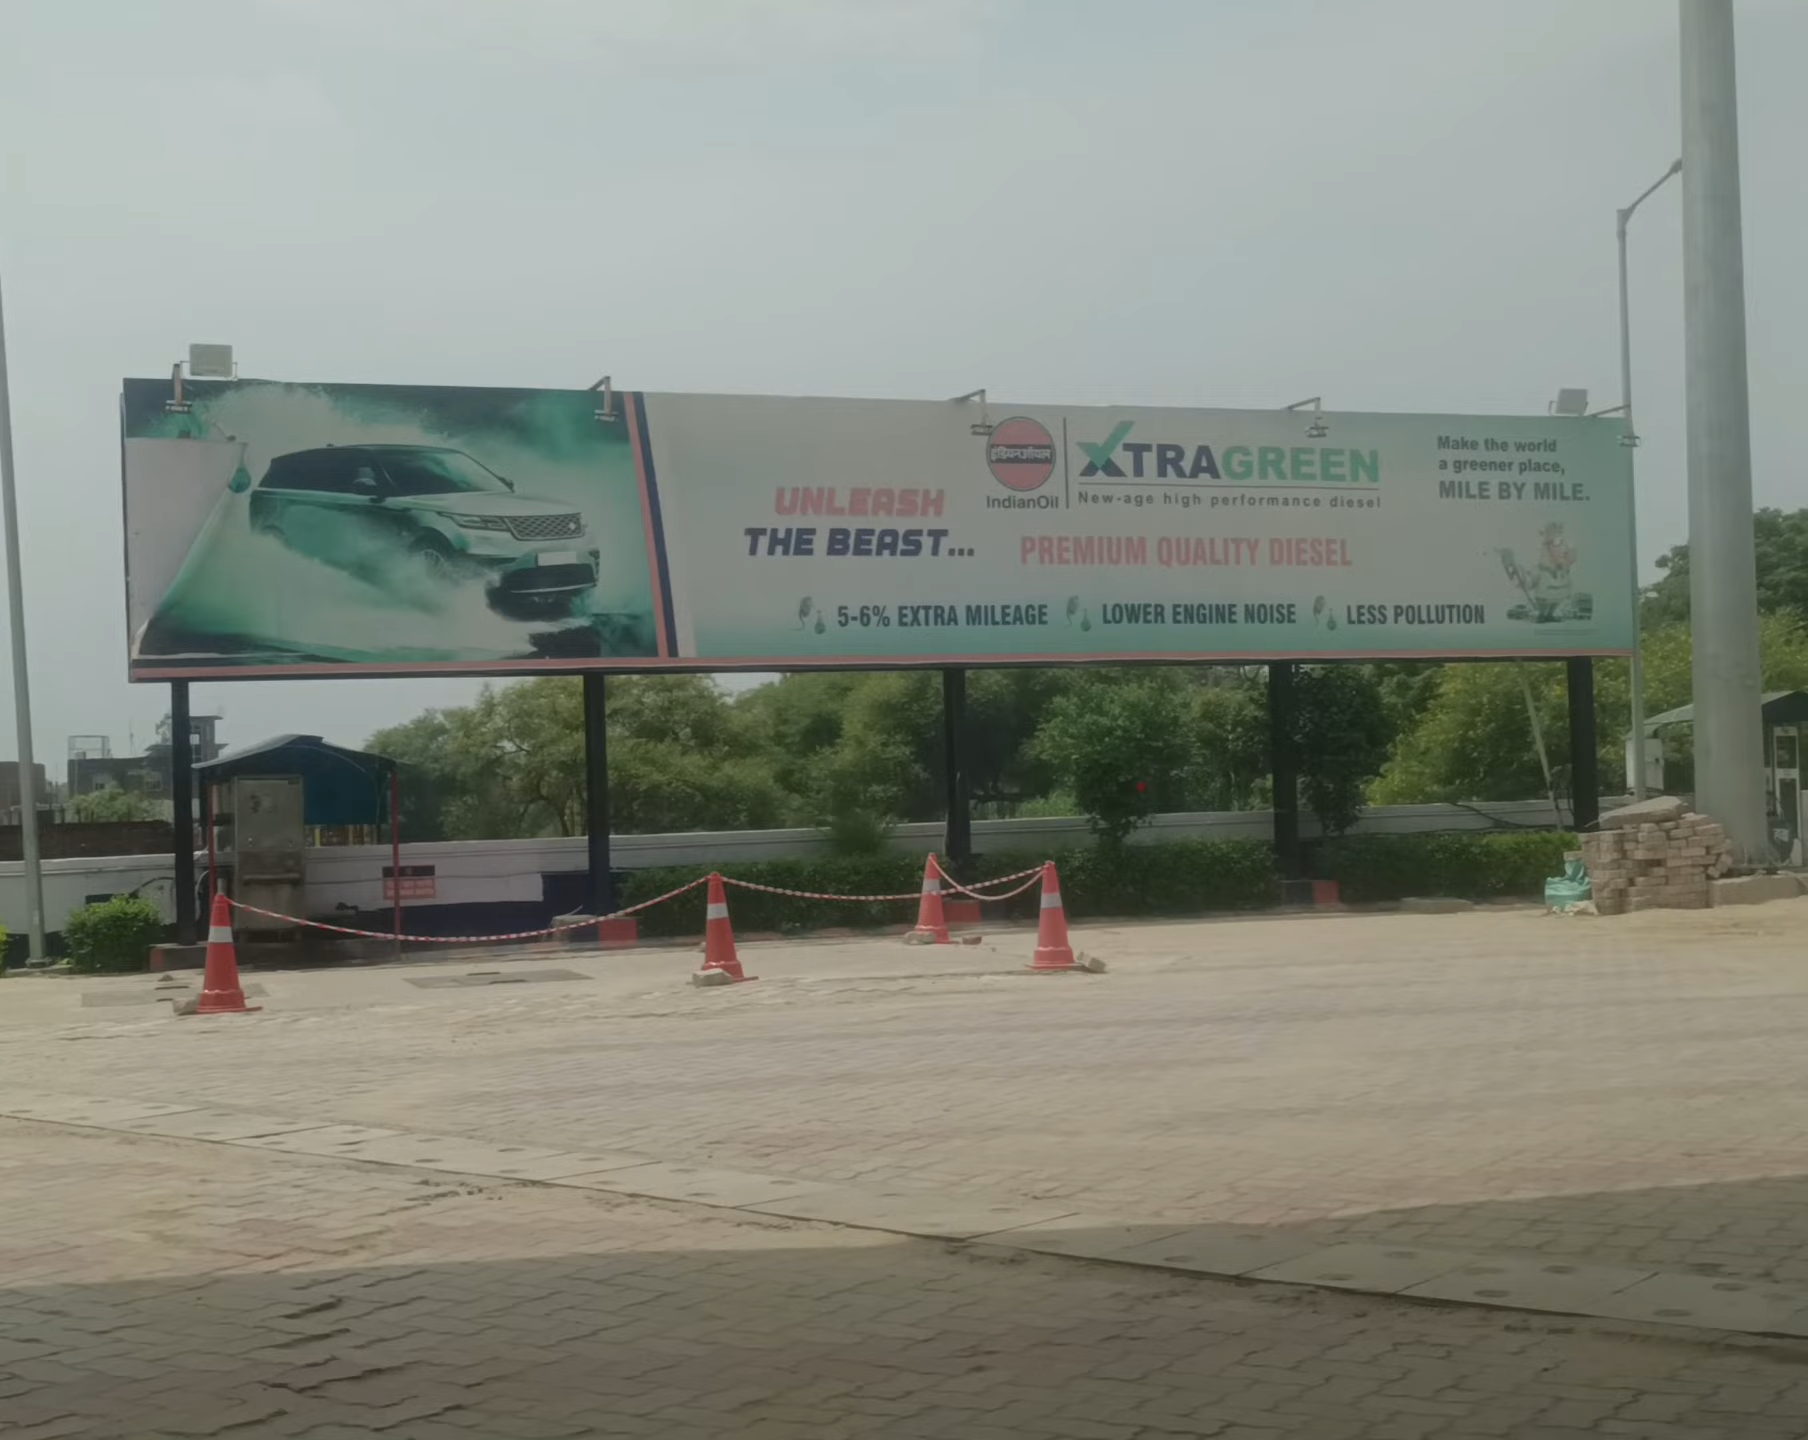 UNLEASH
THE BEAST...
इंडियनऑयल
IndianOil
XTRAGREEN
New-age high performance diesel
PREMIUM QUALITY DIESEL
5-6% EXTRA MILEAGE
LOWER ENGINE NOISE
LESS POLLUTION
Make the world
a greener place,
MILE BY MILE.